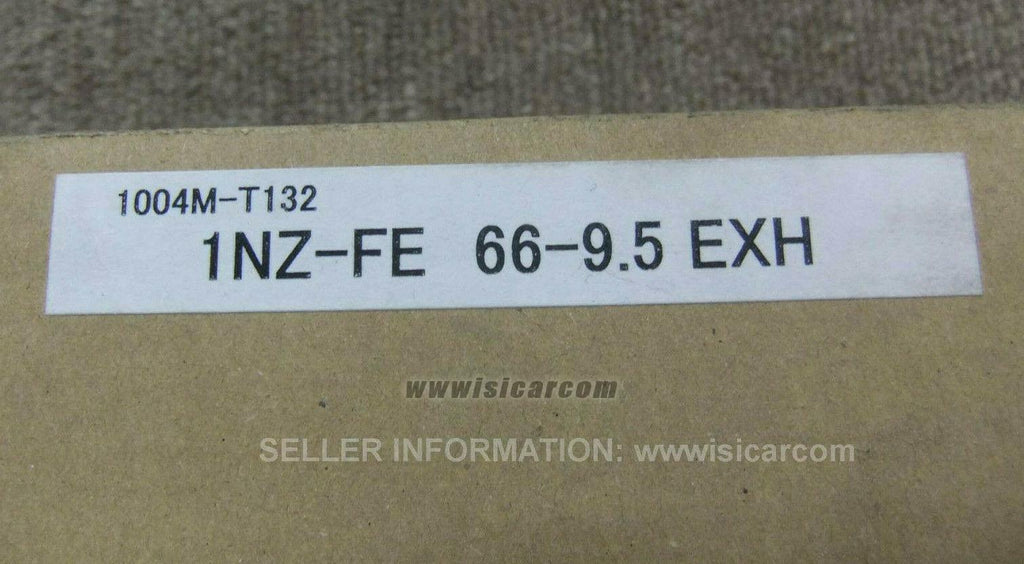 1004M-T132
1NZ-FE 66-9.5 EXH
wwwisicarcom
SELLER INFORMATION: wwwisicarcom